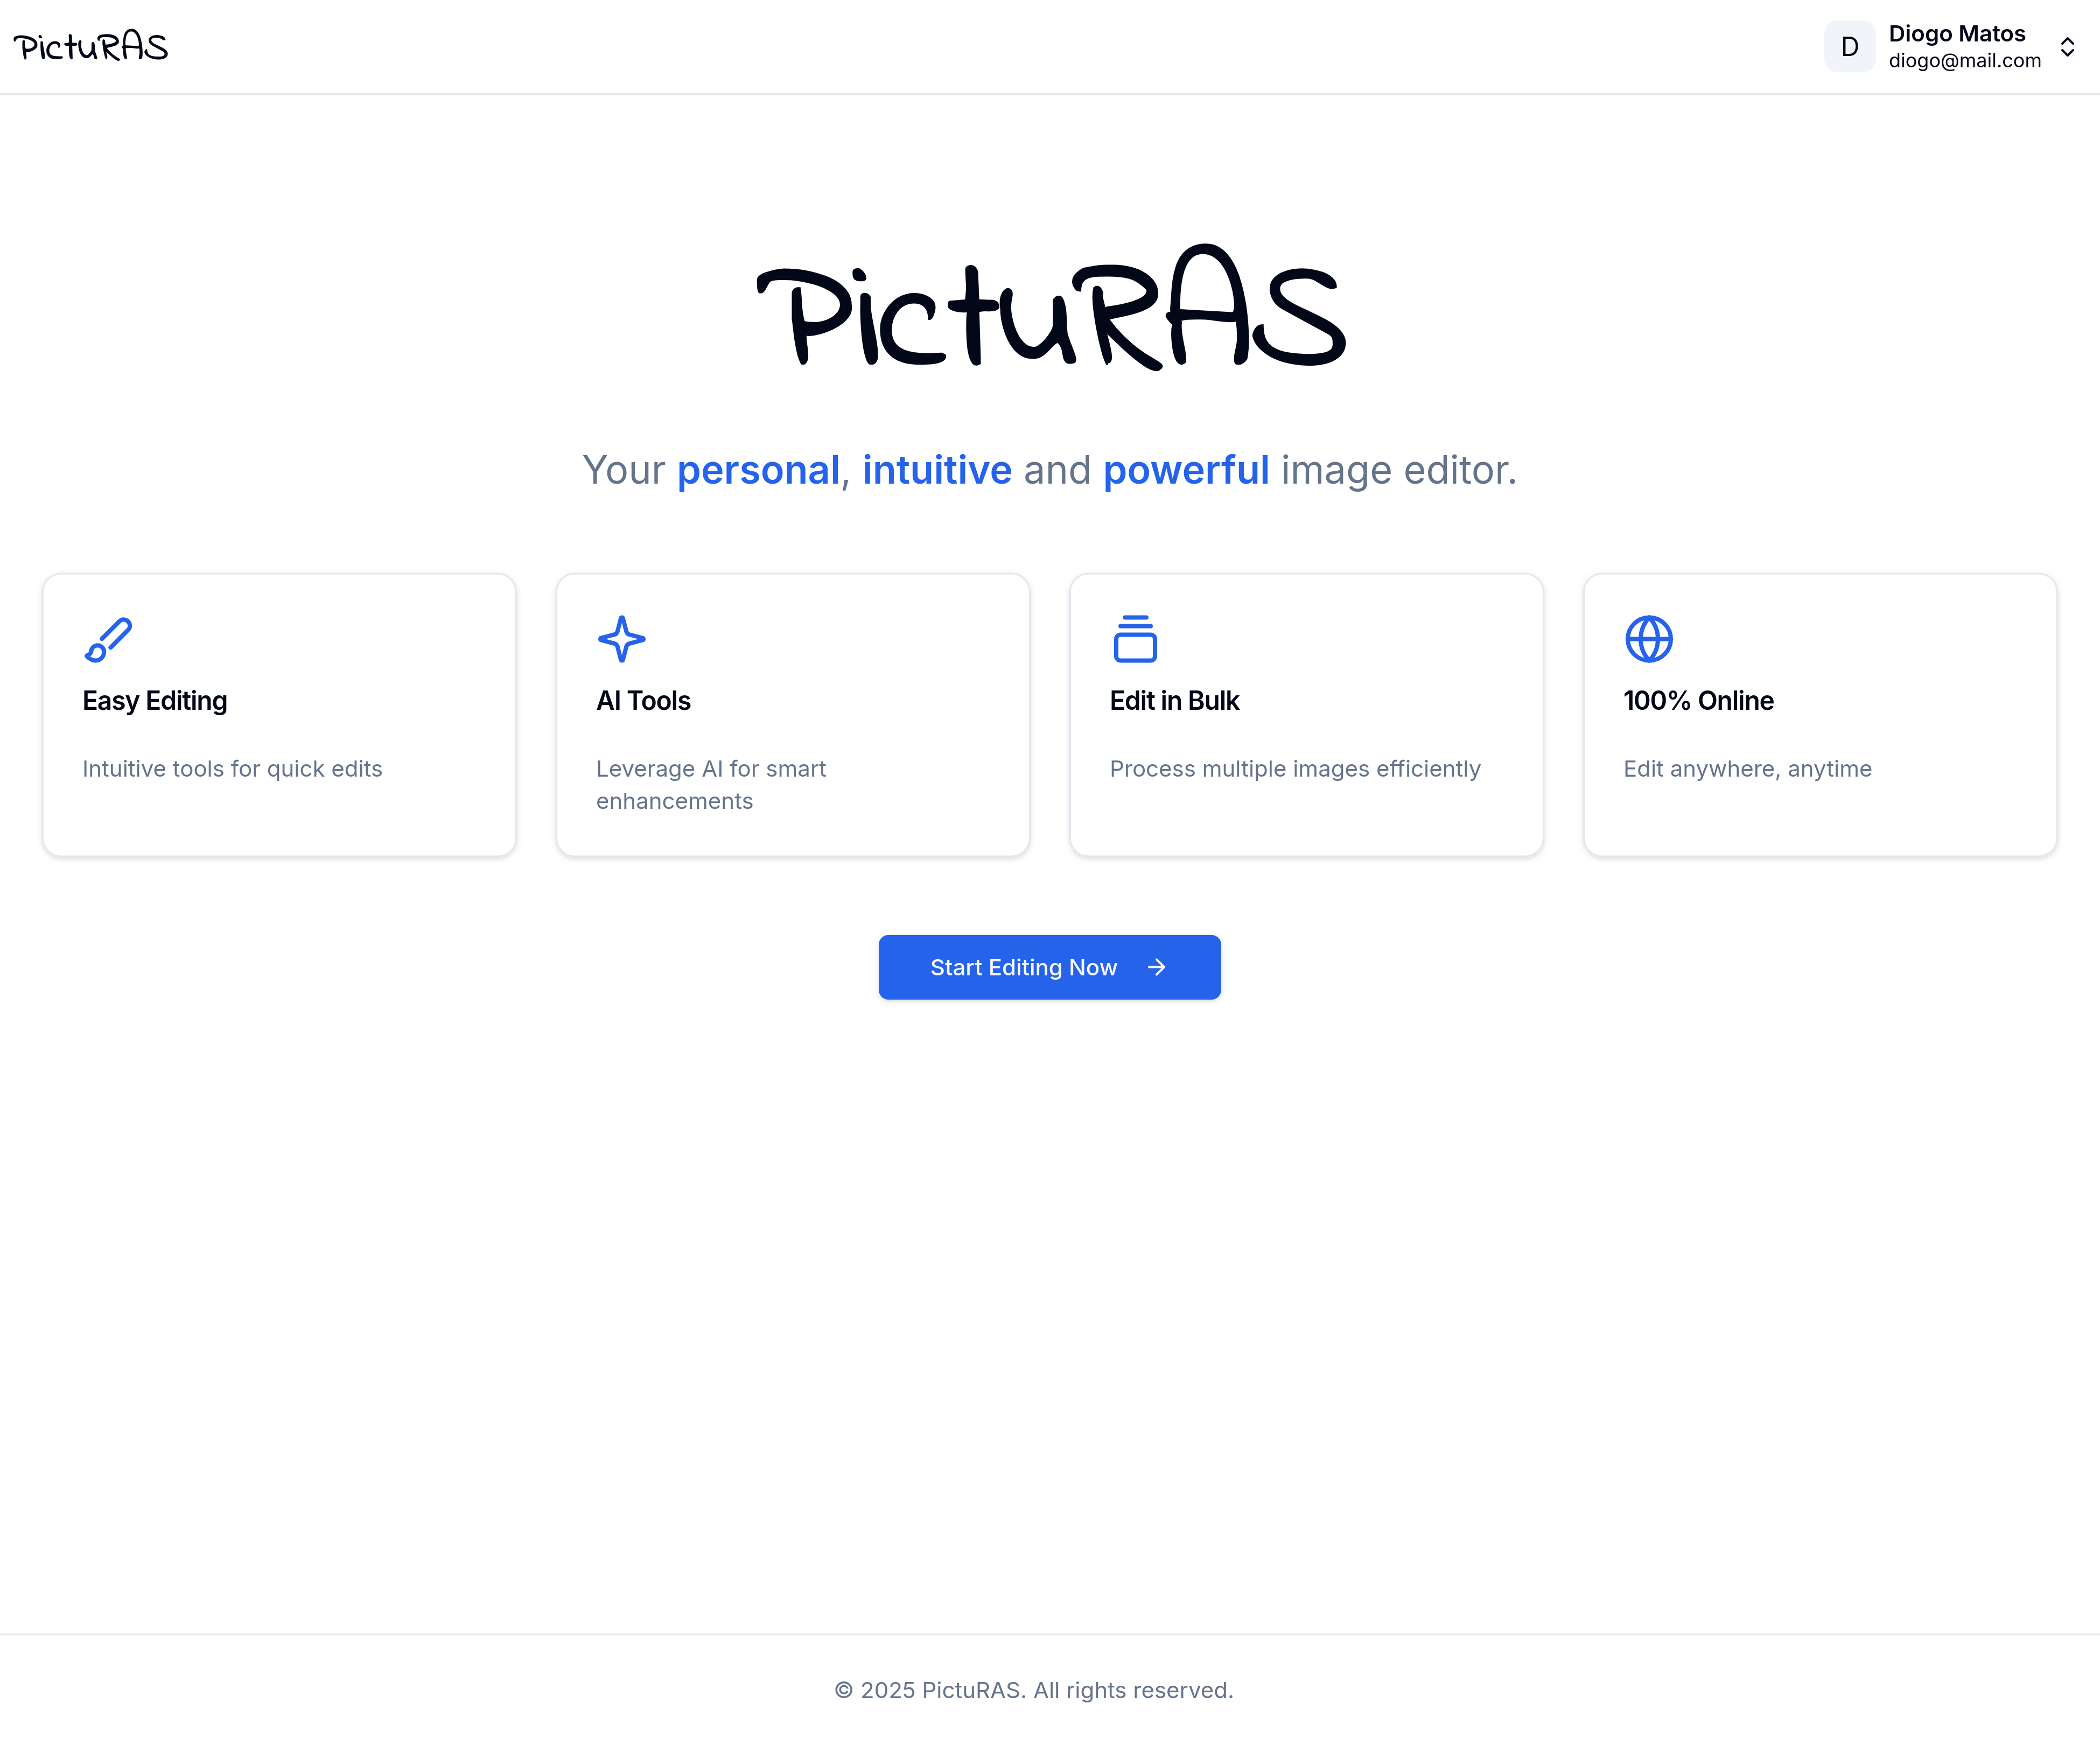 PictuRAS
D
Diogo Matos
diogo@mail.com
PictuRAS
Your personal, intuitive and powerful image editor.
Easy Editing
Intuitive tools for quick edits
AI Tools
Leverage AI for smart
enhancements
Edit in Bulk
Process multiple images efficiently
100% Online
Edit anywhere, anytime
Start Editing Now
© 2025 PictuRAS. All rights reserved.